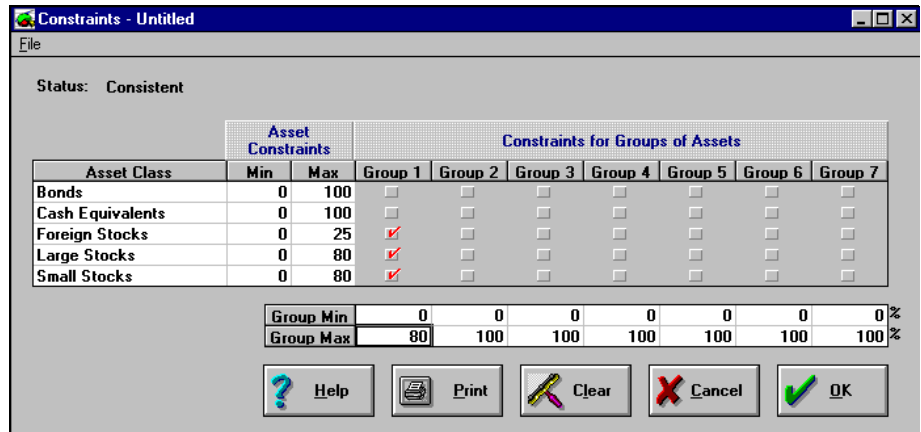 Constraints - Untitled
File
Status: Consistent
Asset Constraints Constraints for Groups of Assets
Asset Class Min Max Group 1 Group 2 Group 3 Group 4 Group 5 Group 6 Group 7
Bonds 0 100
Cash Equivalents 0 100
Foreign Stocks 0 25
Large Stocks 0 80
Small Stocks 0 80
Group Min 0 0 0 0 0 0 0 %
Group Max 80 100 100 100 100 100 100 %
? Help Print Clear Cancel OK